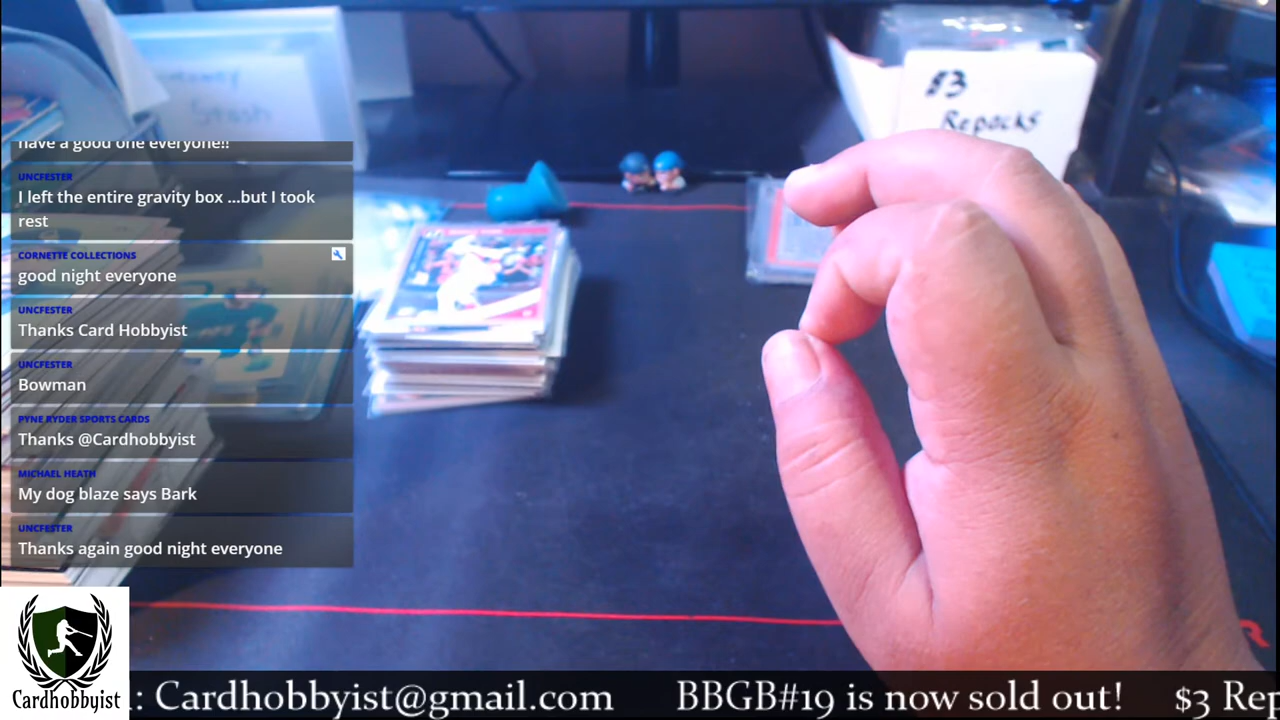 $3
Repacks
have a good one everyone!!
UNCFESTER
I left the entire gravity box ...but I took
rest
CORNETTE COLLECTIONS
good night everyone
UNCFESTER
Thanks Card Hobbyist
UNCFESTER
Bowman
PYNE RYDER SPORTS CARDS
Thanks @Cardhobbyist
MICHAEL HEATH
My dog blaze says Bark
UNCFESTER
Thanks again good night everyone
Cardhobbyist
: Cardhobbyist@gmail.com BBGB#19 is now sold out! $3 Rep